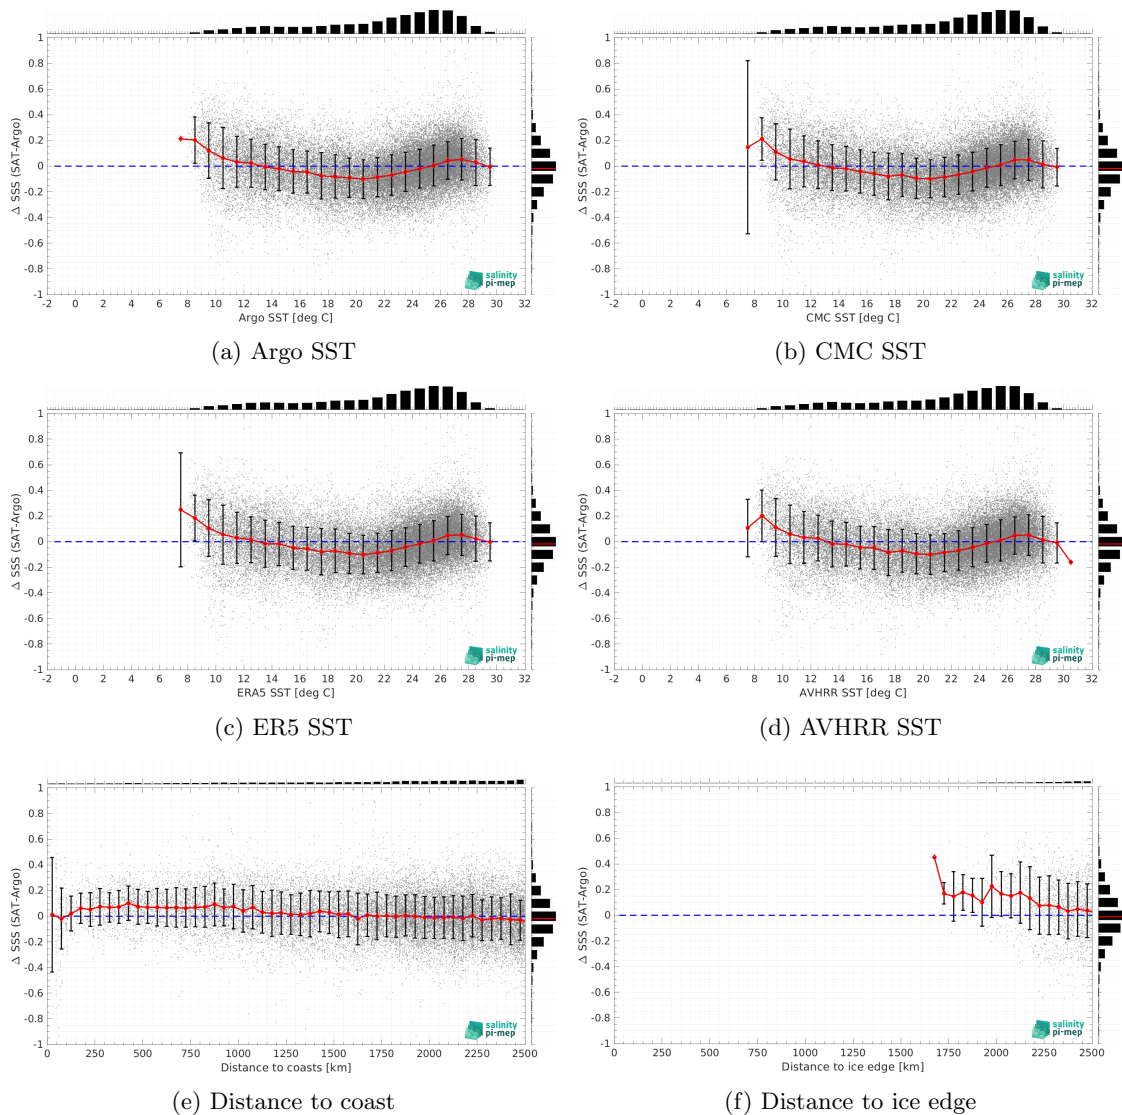 1
0.8
0.6
0.4
0.2
0
-0.2
-0.4
-0.6
-0.8
-1
Δ SSS (SAT-Argo)
salinity
pi-mep
-2 0 2 4 6 8 10 12 14 16 18 20 22 24 26 28 30 32
Argo SST [deg C]
(a) Argo SST
1
0.8
0.6
0.4
0.2
0
-0.2
-0.4
-0.6
-0.8
-1
Δ SSS (SAT-Argo)
salinity
pi-mep
-2 0 2 4 6 8 10 12 14 16 18 20 22 24 26 28 30 32
CMC SST [deg C]
(b) CMC SST
1
0.8
0.6
0.4
0.2
0
-0.2
-0.4
-0.6
-0.8
-1
Δ SSS (SAT-Argo)
salinity
pi-mep
-2 0 2 4 6 8 10 12 14 16 18 20 22 24 26 28 30 32
ERA5 SST [deg C]
(c) ER5 SST
1
0.8
0.6
0.4
0.2
0
-0.2
-0.4
-0.6
-0.8
-1
Δ SSS (SAT-Argo)
salinity
pi-mep
-2 0 2 4 6 8 10 12 14 16 18 20 22 24 26 28 30 32
AVHRR SST [deg C]
(d) AVHRR SST
1
0.8
0.6
0.4
0.2
0
-0.2
-0.4
-0.6
-0.8
-1
Δ SSS (SAT-Argo)
salinity
pi-mep
0 250 500 750 1000 1250 1500 1750 2000 2250 2500
Distance to coasts [km]
(e) Distance to coast
1
0.8
0.6
0.4
0.2
0
-0.2
-0.4
-0.6
-0.8
-1
Δ SSS (SAT-Argo)
salinity
pi-mep
0 250 500 750 1000 1250 1500 1750 2000 2250 2500
Distance to ice edge [km]
(f) Distance to ice edge